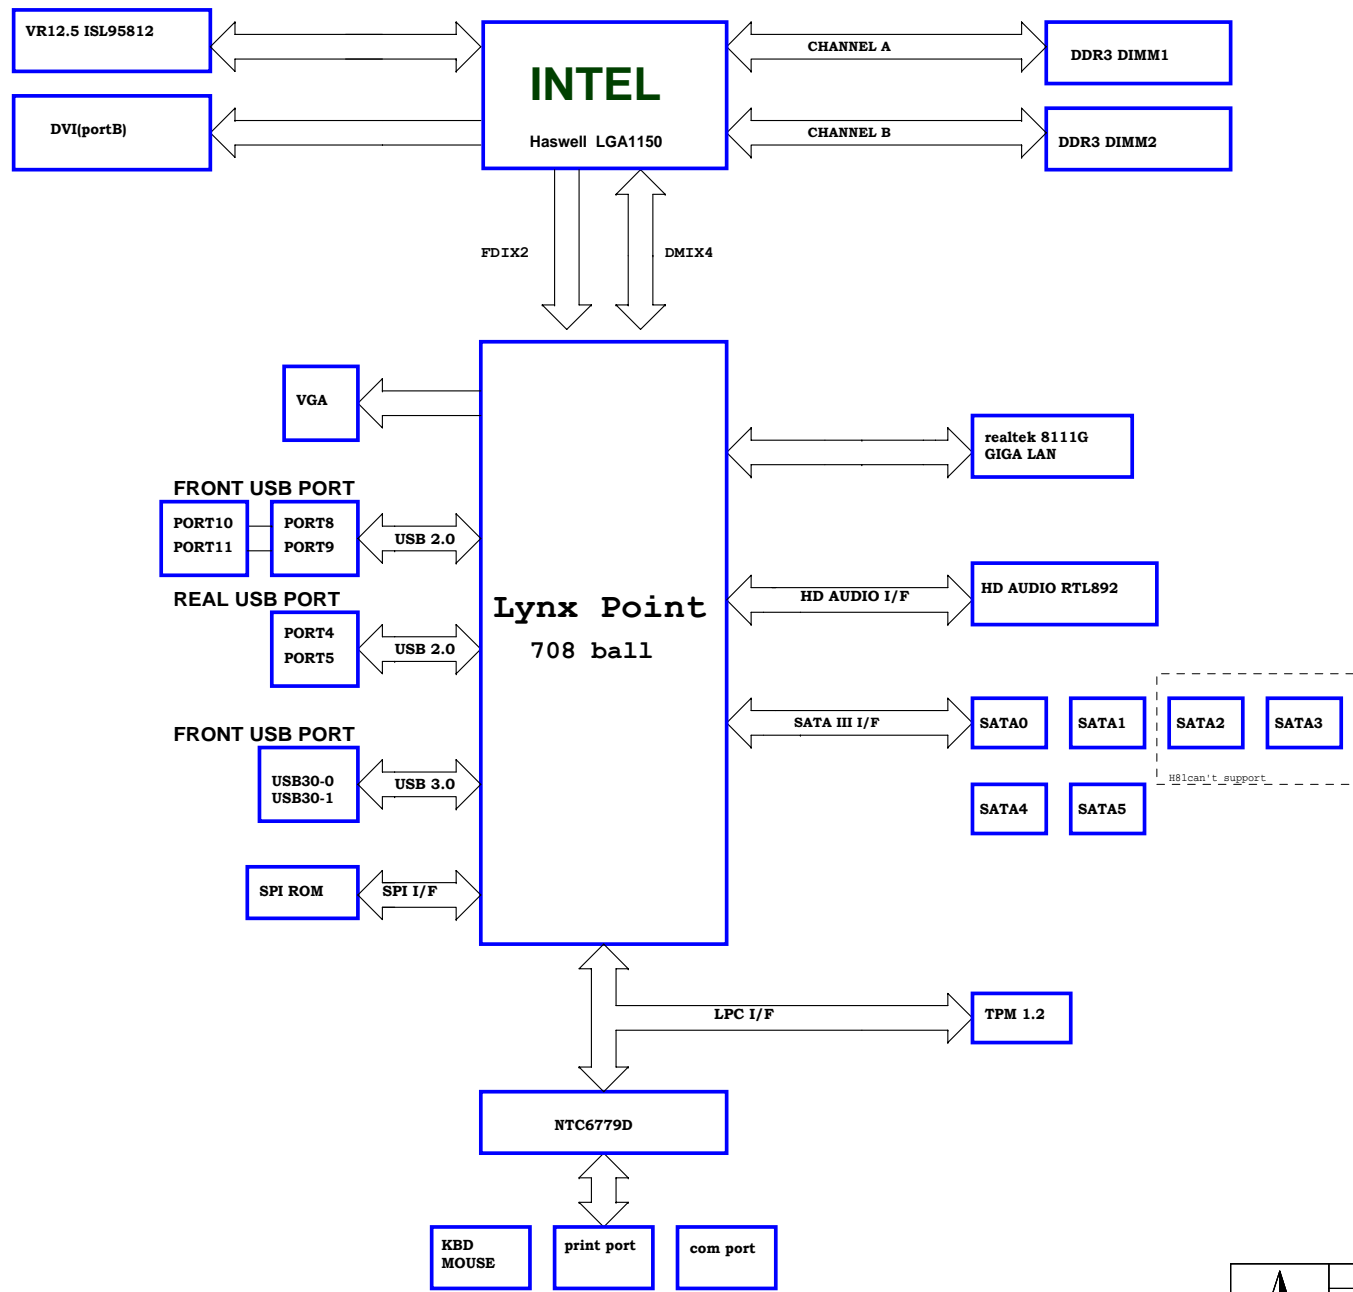 VR12.5 ISL95812
INTEL
Haswell LGA1150
CHANNEL A
DDR3 DIMM1
DVI(portB)
CHANNEL B
DDR3 DIMM2
FDIX2
DMIX4
VGA
realtek 8111G
GIGA LAN
FRONT USB PORT
PORT10
PORT11
PORT8
PORT9
USB 2.0
REAL USB PORT
PORT4
PORT5
USB 2.0
Lynx Point
708 ball
HD AUDIO I/F
HD AUDIO RTL892
SATA III I/F
SATA0
SATA1
SATA2
SATA3
H81can't support
SATA4
SATA5
FRONT USB PORT
USB30-0
USB30-1
USB 3.0
SPI ROM
SPI I/F
LPC I/F
TPM 1.2
NTC6779D
KBD
MOUSE
print port
com port